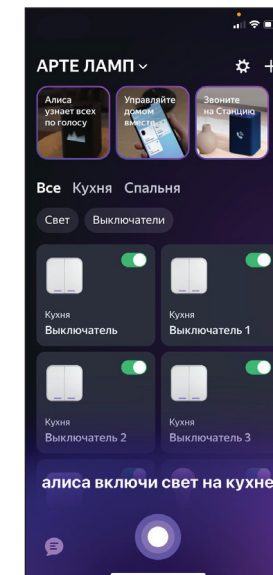 АРТЕ ЛАМП
Алиса
узнает всех
по голосу
Управляйте
домом
вместе
Звоните
на Станцию
Все Кухня Спальня
Свет Выключатели
Кухня
Выключатель
Кухня
Выключатель 1
Кухня
Выключатель 2
Кухня
Выключатель 3
алиса включи свет на кухне